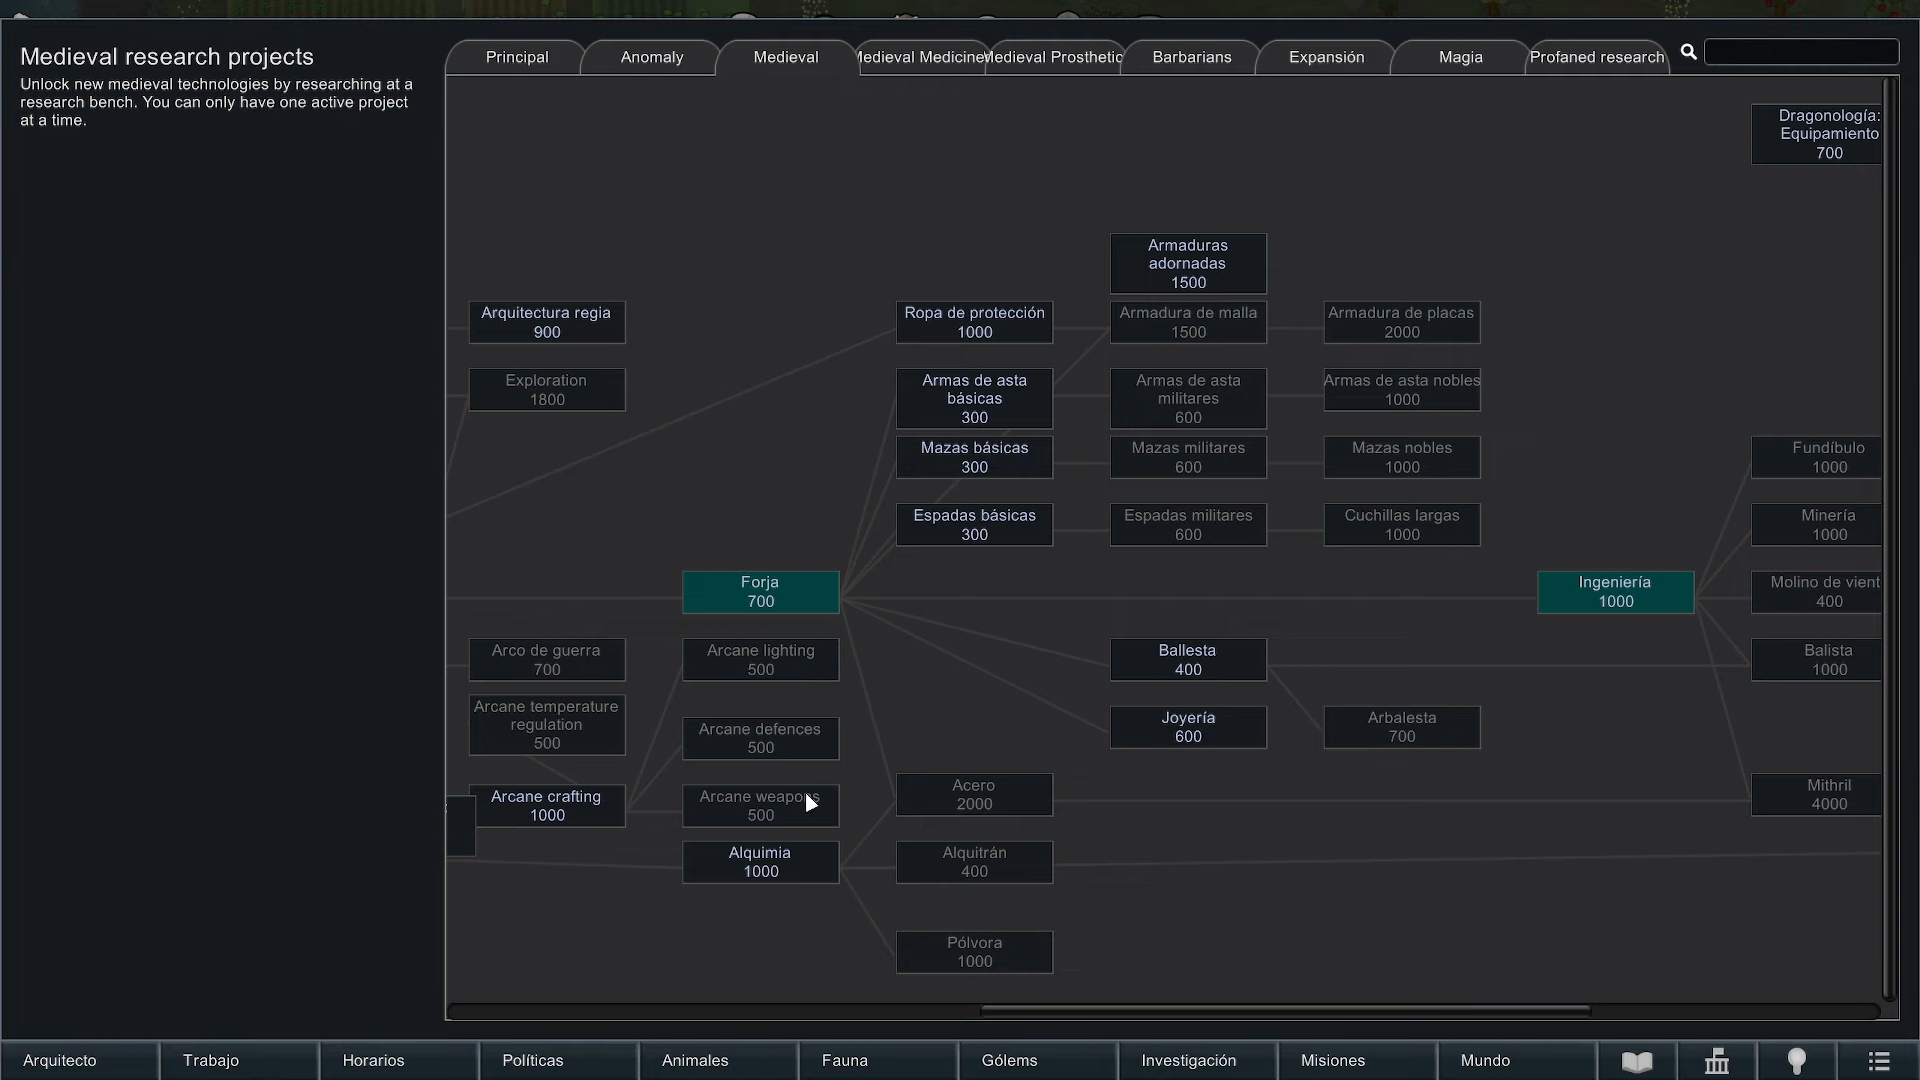 Medieval research projects
Unlock new medieval technologies by researching at a
research bench. You can only have one active project
at a time.
Principal
Anomaly
Medieval
Medieval Medicine
Medieval Prosthetic
Barbarians
Expansión
Magia
Profaned research
Dragonología:
Equipamiento
700
Armaduras
adornadas
1500
Arquitectura regia
900
Ropa de protección
1000
Armadura de malla
1500
Armadura de placas
2000
Exploration
1800
Armas de asta
básicas
300
Armas de asta
militares
600
Armas de asta nobles
1000
Mazas básicas
300
Mazas militares
600
Mazas nobles
1000
Fundíbulo
1000
Espadas básicas
300
Espadas militares
600
Cuchillas largas
1000
Minería
1000
Forja
700
Ingeniería
1000
Molino de vient
400
Arco de guerra
700
Arcane lighting
500
Ballesta
400
Balista
1000
Arcane temperature
regulation
500
Arcane defences
500
Joyería
600
Arbalesta
700
Arcane crafting
1000
Arcane weapons
500
Acero
2000
Mithril
4000
Alquimia
1000
Alquitrán
400
Pólvora
1000
Arquitecto
Trabajo
Horarios
Políticas
Animales
Fauna
Gólems
Investigación
Misiones
Mundo